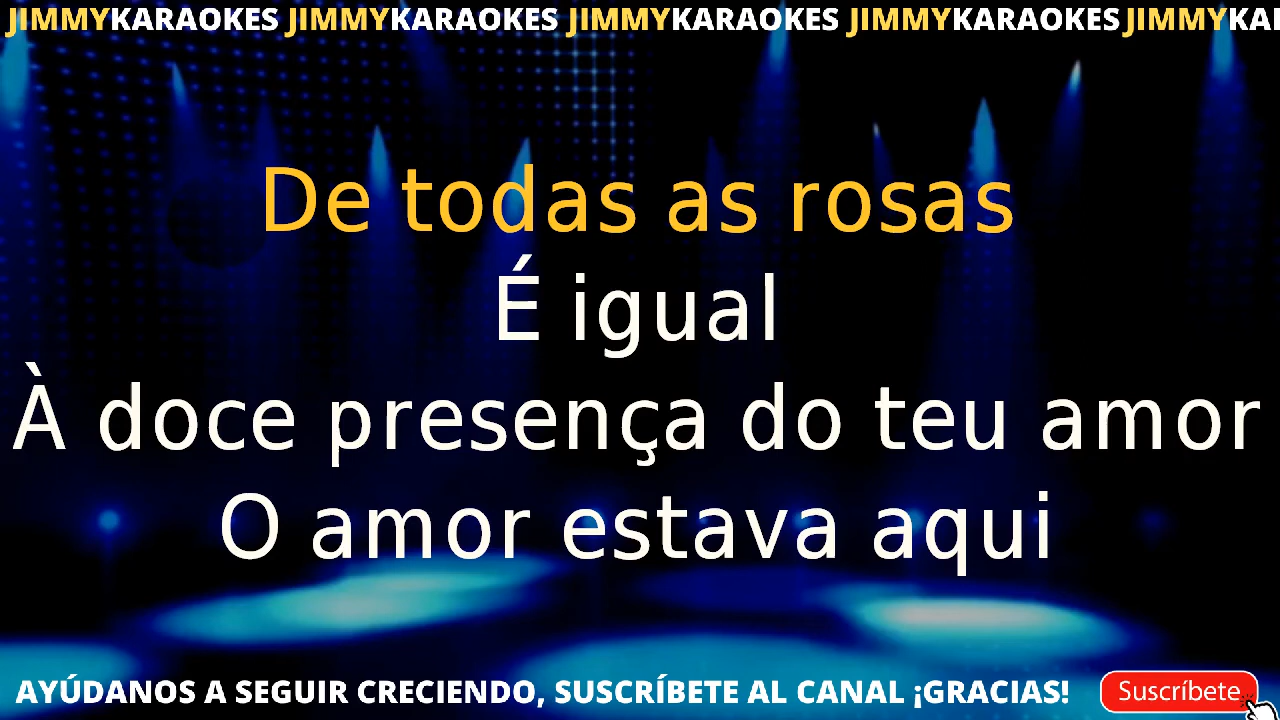 JIMMYKARAOKES JIMMYKARAOKES JIMMYKARAOKES JIMMYKARAOKES JIMMYKA
De todas as rosas
É igual
À doce presença do teu amor
O amor estava aqui
AYÚDANOS A SEGUIR CRECIENDO, SUSCRÍBETE AL CANAL ¡GRACIAS! Suscríbete